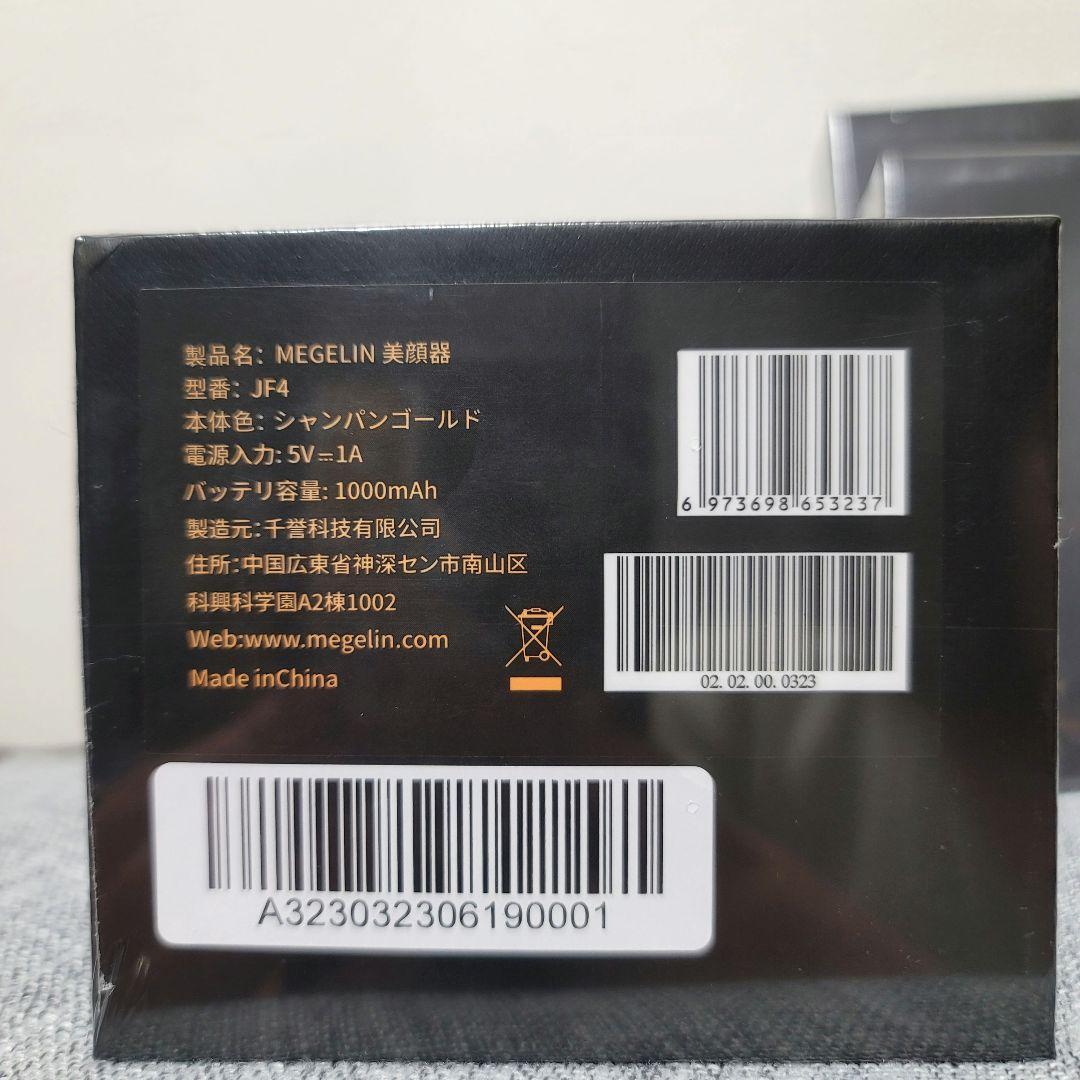 製品名: MEGELIN 美顔器
型番: JF4
本体色: シャンパンゴールド
電源入力: 5V⎓1A
バッテリ容量: 1000mAh
製造元:千誉科技有限公司
住所:中国広東省神深セン市南山区
科興科学園A2棟1002
Web:www.megelin.com
Made inChina
6 973698 653237
02. 02. 00. 0323
A323032306190001